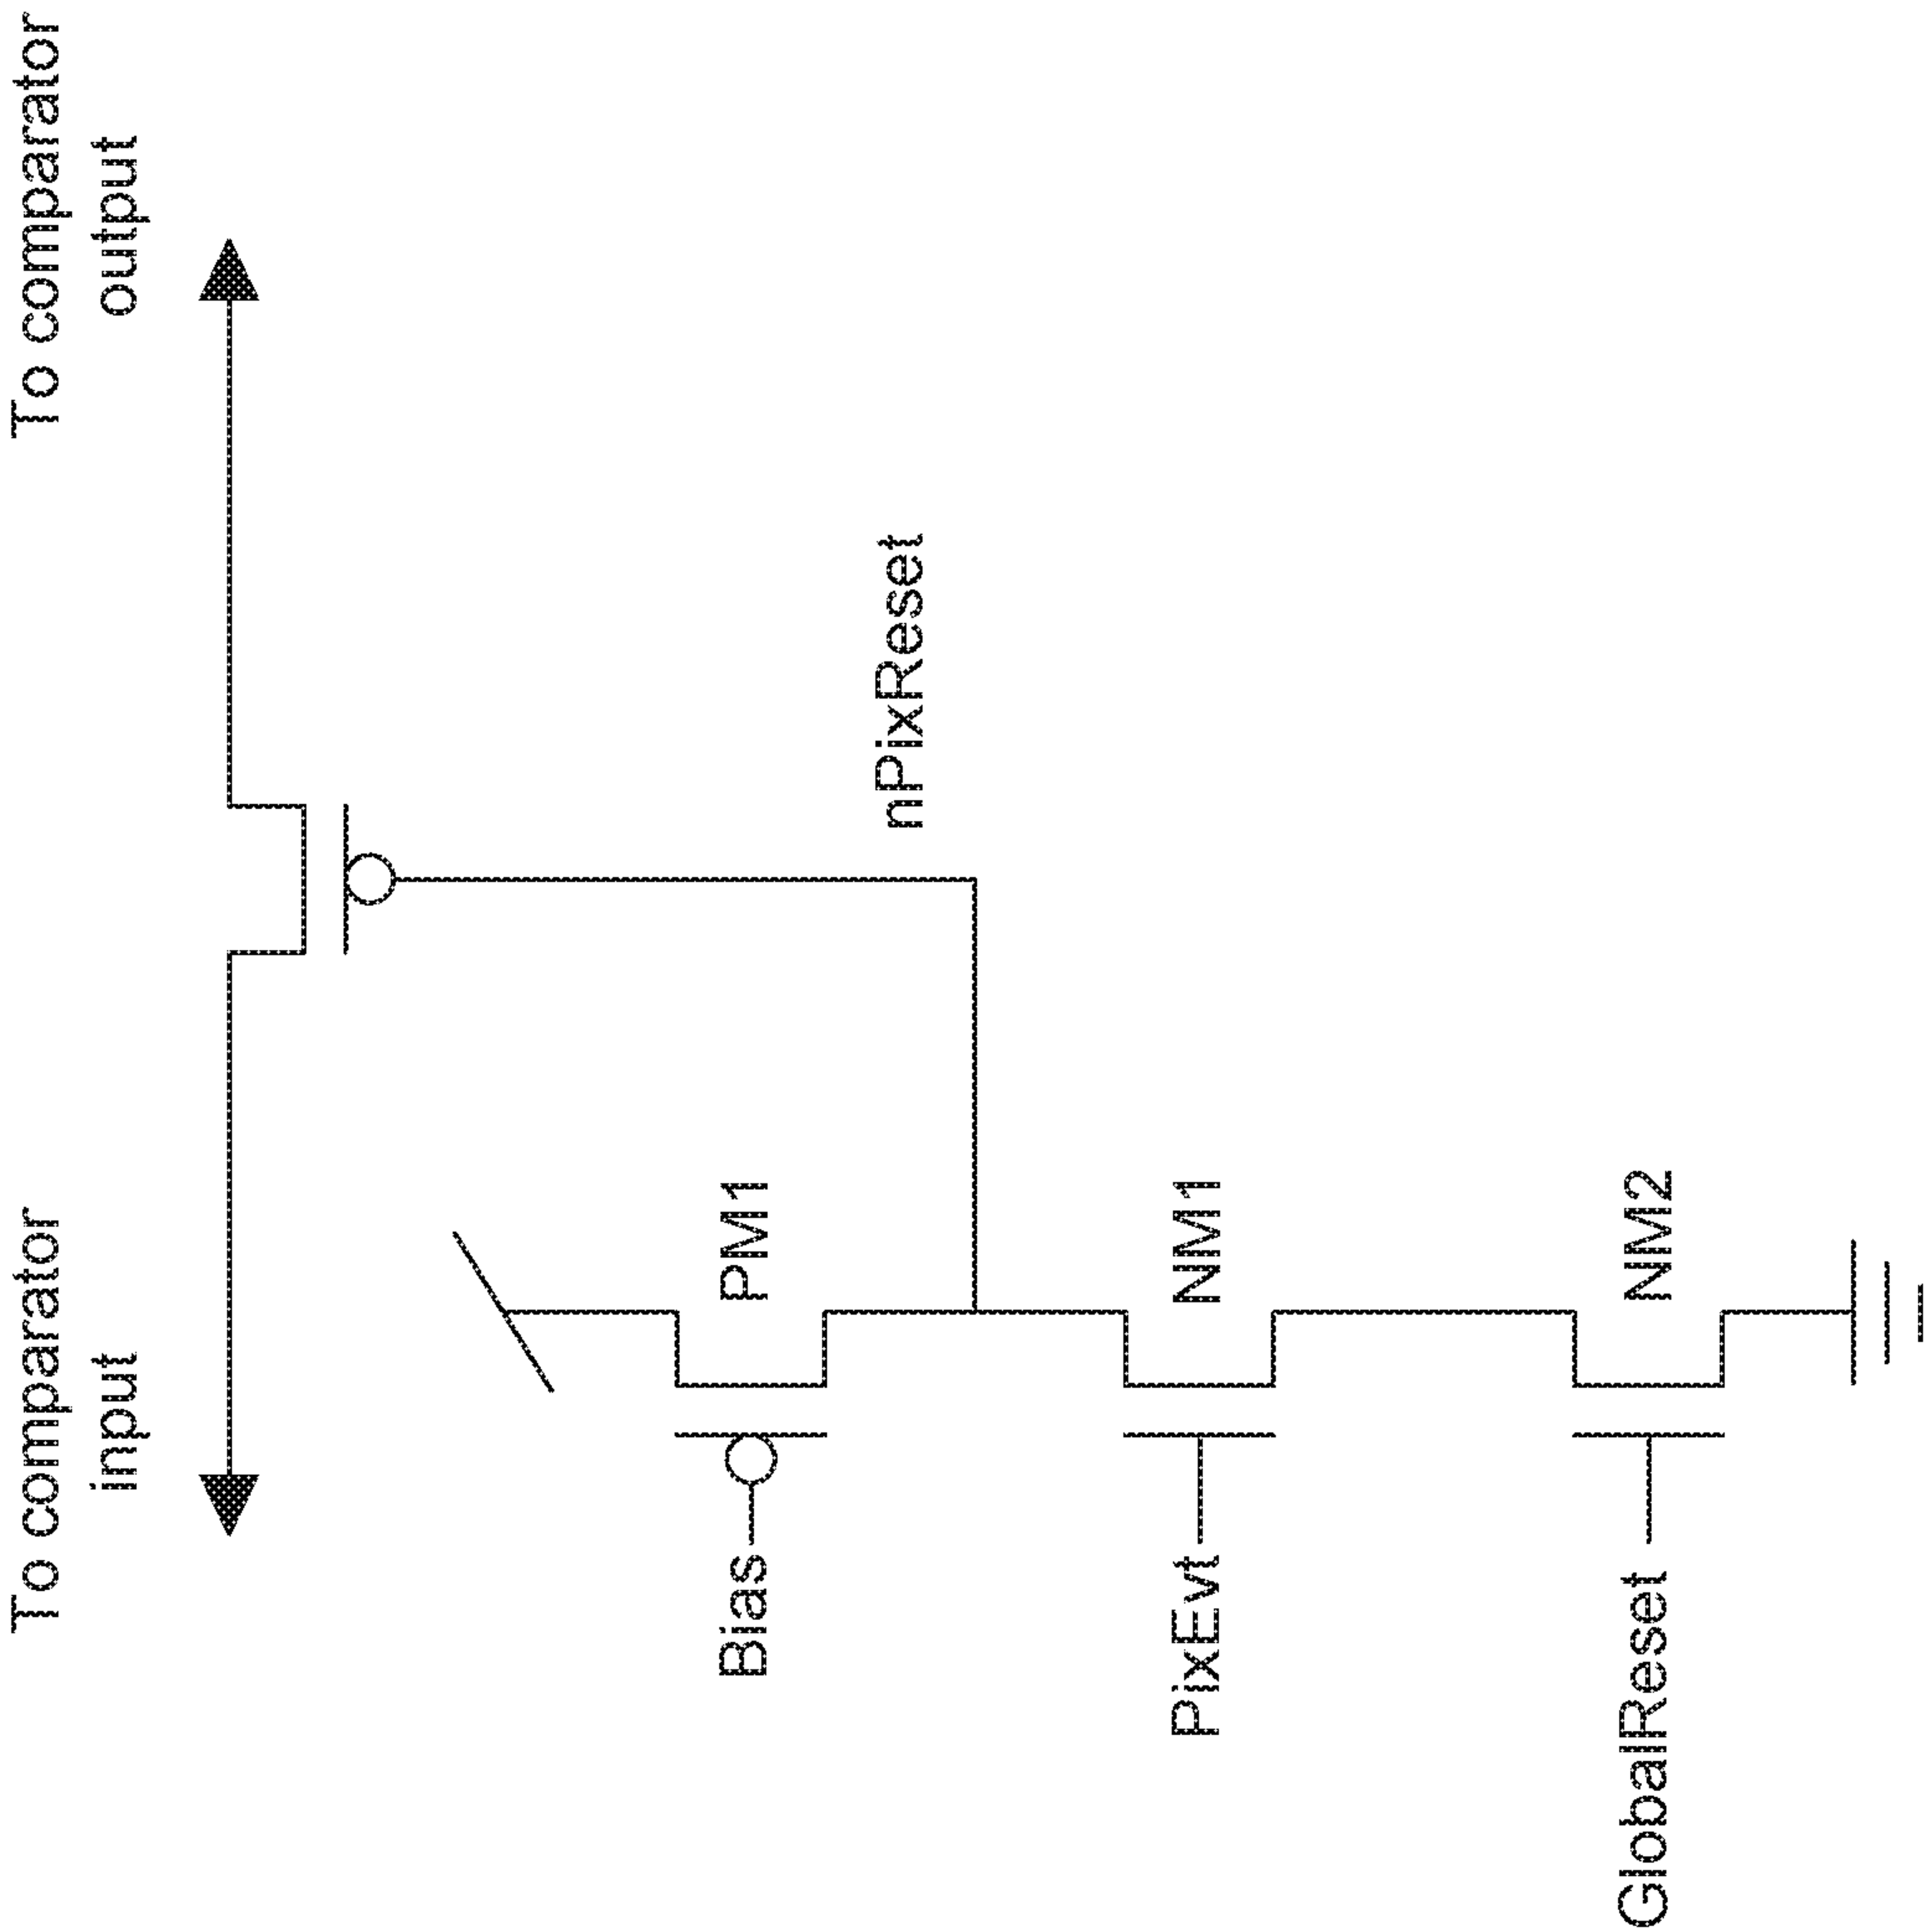 To comparator
input
To comparator
output
nPixReset
PM1
Bias
NM1
PixEvt
NM2
GlobalReset